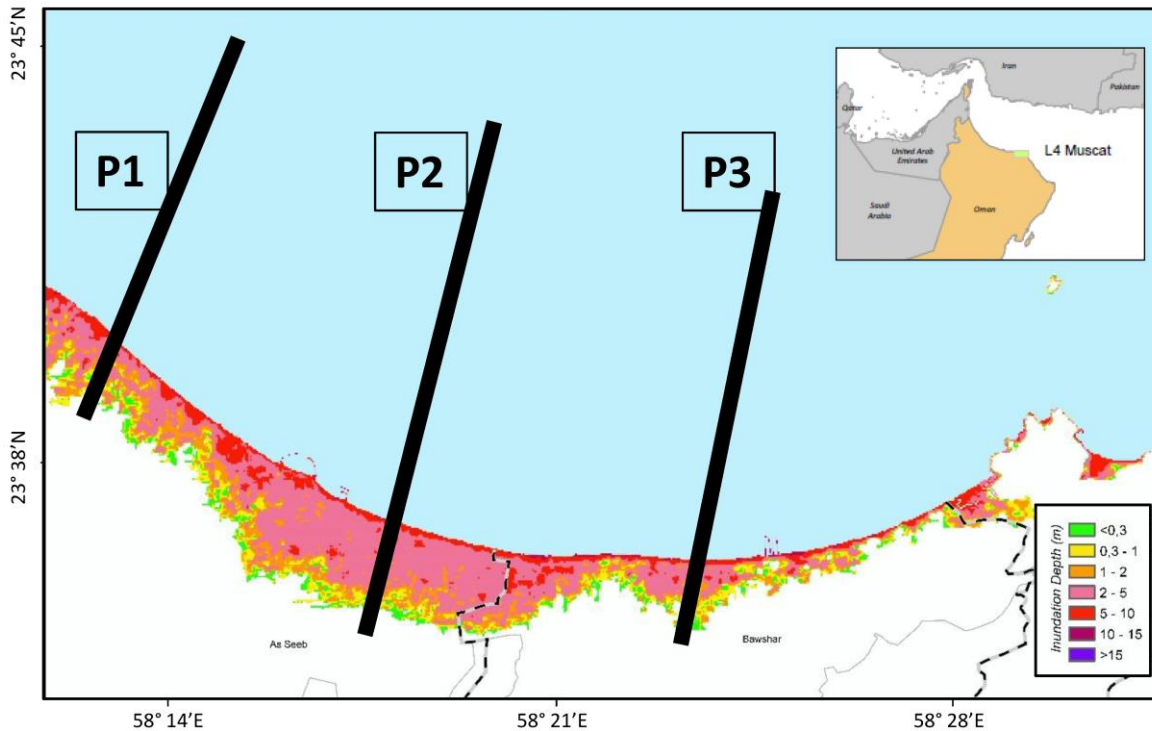 23° 45'N
23° 38'N
P1
P2
P3
Iran
Pakistan
Qatar
United Arab
Emirates
L4 Muscat
Saudi
Arabia
Oman
As Seeb
Bawshar
Inundation Depth (m)
<0,3
0,3 - 1
1 - 2
2 - 5
5 - 10
10 - 15
>15
58° 14'E
58° 21'E
58° 28'E